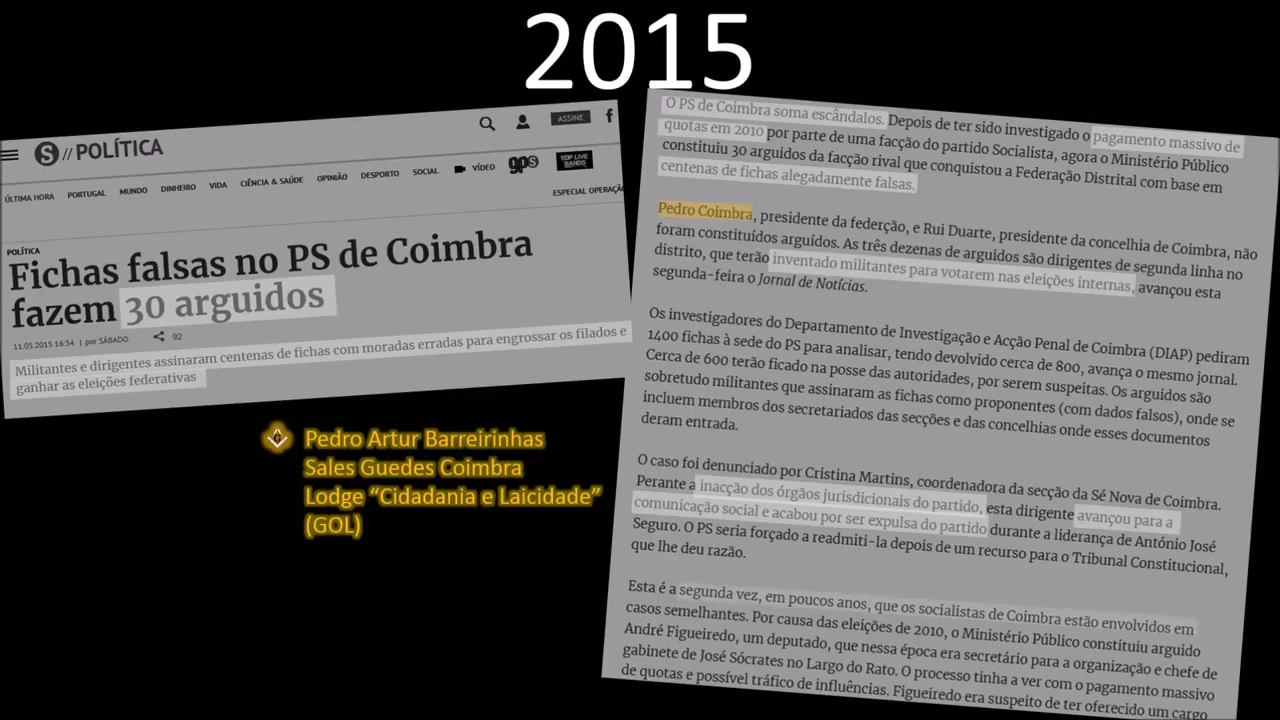 2015
S // POLÍTICA
ASSINE
f
ÚLTIMA HORA PORTUGAL MUNDO DINHEIRO VIDA CIÊNCIA & SAÚDE OPINIÃO DESPORTO SOCIAL VÍDEO gps TOP LIVE BANDS
ESPECIAL OPERAÇÃ
POLÍTICA
Fichas falsas no PS de Coimbra
fazem 30 arguidos
11.05.2015 16:34 | por SÁBADO 92
Militantes e dirigentes assinaram centenas de fichas com moradas erradas para engrossar os filados e
ganhar as eleições federativas
G
Pedro Artur Barreirinhas
Sales Guedes Coimbra
Lodge “Cidadania e Laicidade”
(GOL)
O PS de Coimbra soma escândalos. Depois de ter sido investigado o pagamento massivo de
quotas em 2010 por parte de uma facção do partido Socialista, agora o Ministério Público
constituiu 30 arguidos da facção rival que conquistou a Federação Distrital com base em
centenas de fichas alegadamente falsas.
Pedro Coimbra, presidente da federção, e Rui Duarte, presidente da concelhia de Coimbra, não
foram constituídos arguídos. As três dezenas de arguidos são dirigentes de segunda linha no
distrito, que terão inventado militantes para votarem nas eleições internas, avançou esta
segunda-feira o Jornal de Notícias.
Os investigadores do Departamento de Investigação e Acção Penal de Coimbra (DIAP) pediram
1400 fichas à sede do PS para analisar, tendo devolvido cerca de 800, avança o mesmo jornal.
Cerca de 600 terão ficado na posse das autoridades, por serem suspeitas. Os arguidos são
sobretudo militantes que assinaram as fichas como proponentes (com dados falsos), onde se
incluem membros dos secretariados das secções e das concelhias onde esses documentos
deram entrada.
O caso foi denunciado por Cristina Martins, coordenadora da secção da Sé Nova de Coimbra.
Perante a inacção dos órgãos jurisdicionais do partido, esta dirigente avançou para a
comunicação social e acabou por ser expulsa do partido durante a liderança de António José
Seguro. O PS seria forçado a readmiti-la depois de um recurso para o Tribunal Constitucional,
que lhe deu razão.
Esta é a segunda vez, em poucos anos, que os socialistas de Coimbra estão envolvidos em
casos semelhantes. Por causa das eleições de 2010, o Ministério Público constituiu arguido
André Figueiredo, um deputado, que nessa época era secretário para a organização e chefe de
gabinete de José Sócrates no Largo do Rato. O processo tinha a ver com o pagamento massivo
de quotas e possível tráfico de influências. Figueiredo era suspeito de ter oferecido um cargo